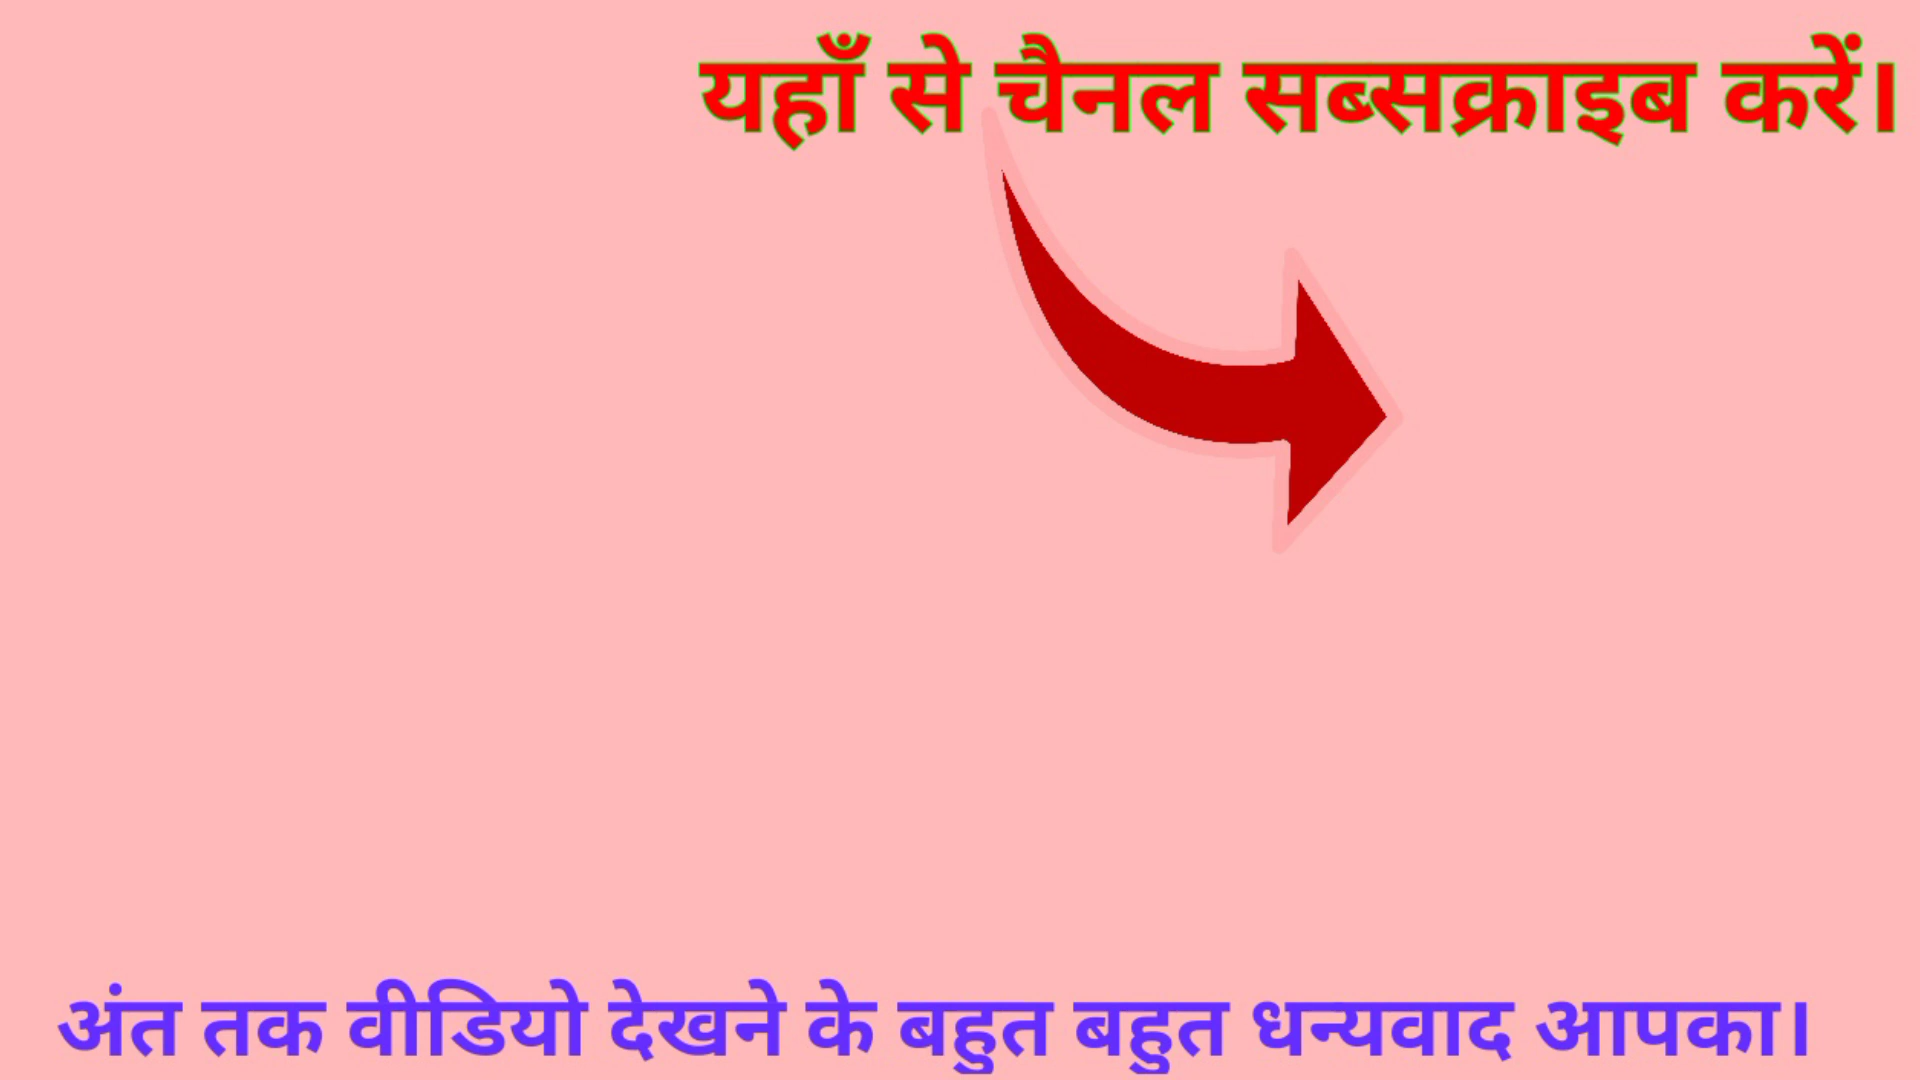 यहाँ से चैनल सब्सक्राइब करें।
अंत तक वीडियो देखने के बहुत बहुत धन्यवाद आपका।